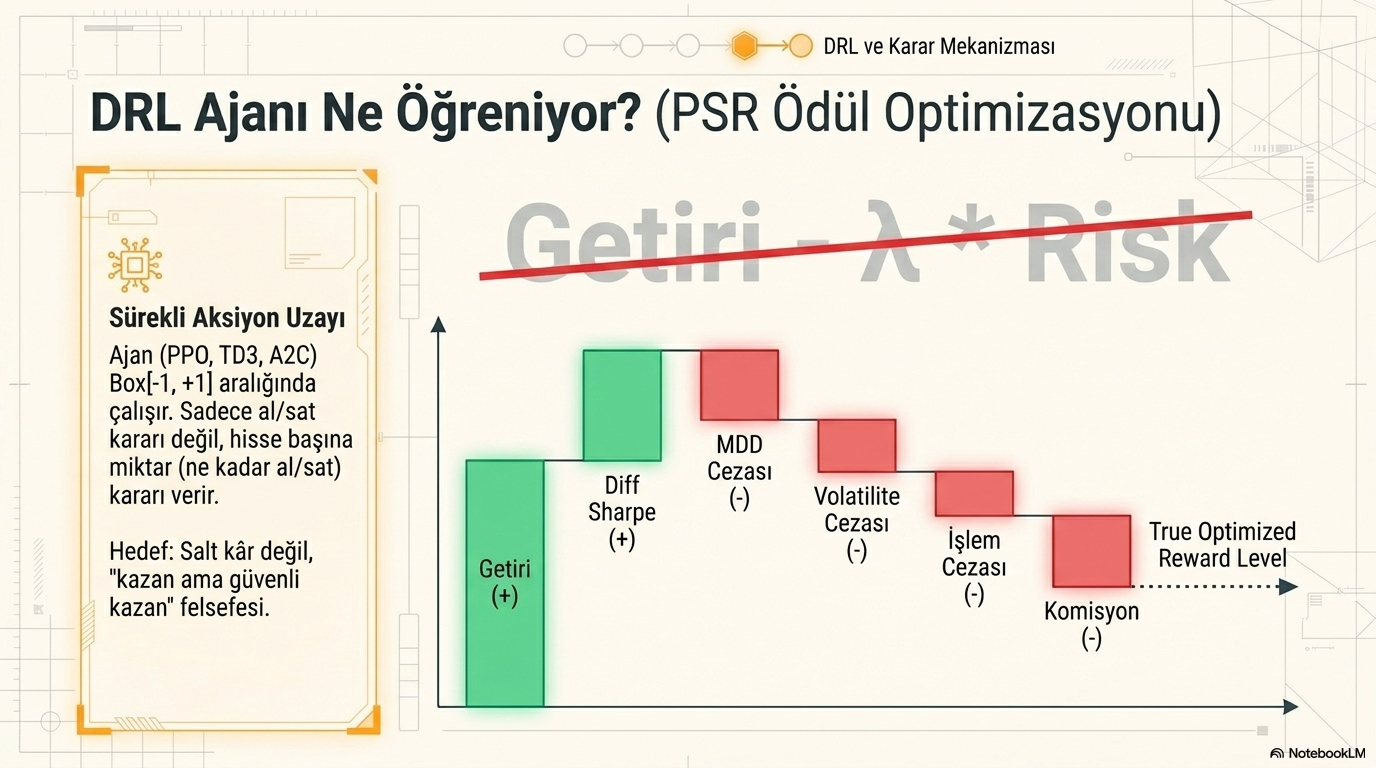 DRL ve Karar Mekanizması
DRL Ajanı Ne Öğreniyor? (PSR Ödül Optimizasyonu)
Sürekli Aksiyon Uzayı
Ajan (PPO, TD3, A2C)
Box[-1, +1] aralığında
çalışır. Sadece al/sat
kararı değil, hisse başına
miktar (ne kadar al/sat)
kararı verir.
Hedef: Salt kâr değil,
"kazan ama güvenli
kazan" felsefesi.
Getiri - λ * Risk
Getiri
(+)
Diff
Sharpe
(+)
MDD
Cezası
(-)
Volatilite
Cezası
(-)
İşlem
Cezası
(-)
Komisyon
(-)
True Optimized
Reward Level
NotebookLM